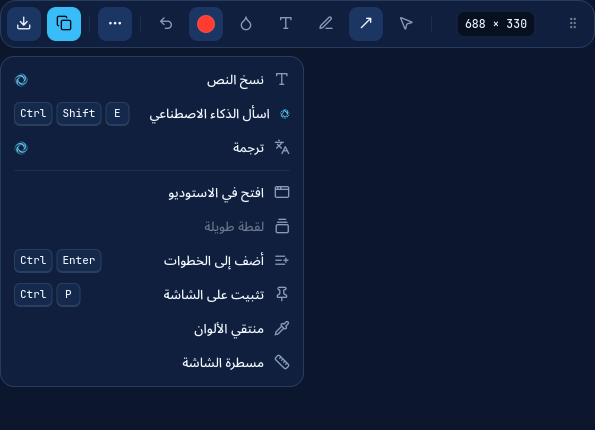 688 × 330
نسخ النص
اسأل الذكاء الاصطناعي Ctrl Shift E
ترجمة
افتح في الاستوديو
لقطة طويلة
أضف إلى الخطوات Ctrl Enter
تثبيت على الشاشة Ctrl P
منتقي الألوان
مسطرة الشاشة